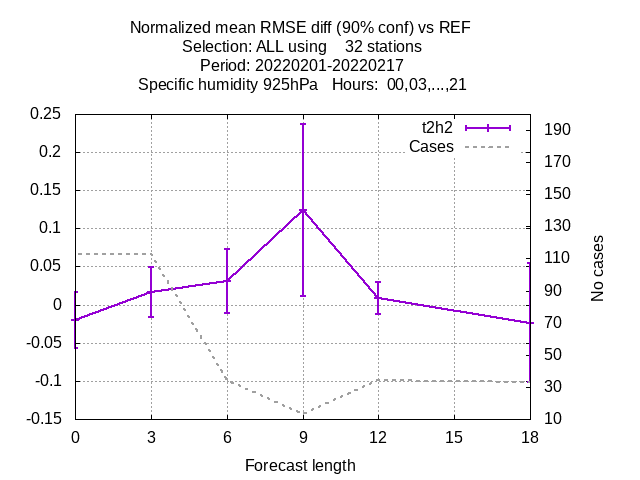 Normalized mean RMSE diff (90% conf) vs REF
Selection: ALL using    32 stations
Period: 20220201-20220217
Specific humidity 925hPa   Hours:  00,03,...,21
0.25
0.2
0.15
0.1
0.05
0
-0.05
-0.1
-0.15
t2h2
Cases
190
170
150
130
110
90
70
50
30
10
No cases
0 3 6 9 12 15 18
Forecast length